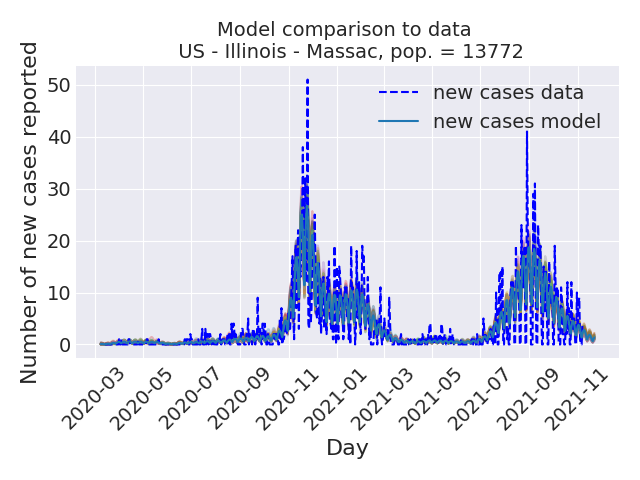 Model comparison to data
US - Illinois - Massac, pop. = 13772
Number of new cases reported
50
40
30
20
10
0
new cases data
new cases model
2020-03
2020-05
2020-07
2020-09
2020-11
2021-01
2021-03
2021-05
2021-07
2021-09
2021-11
Day